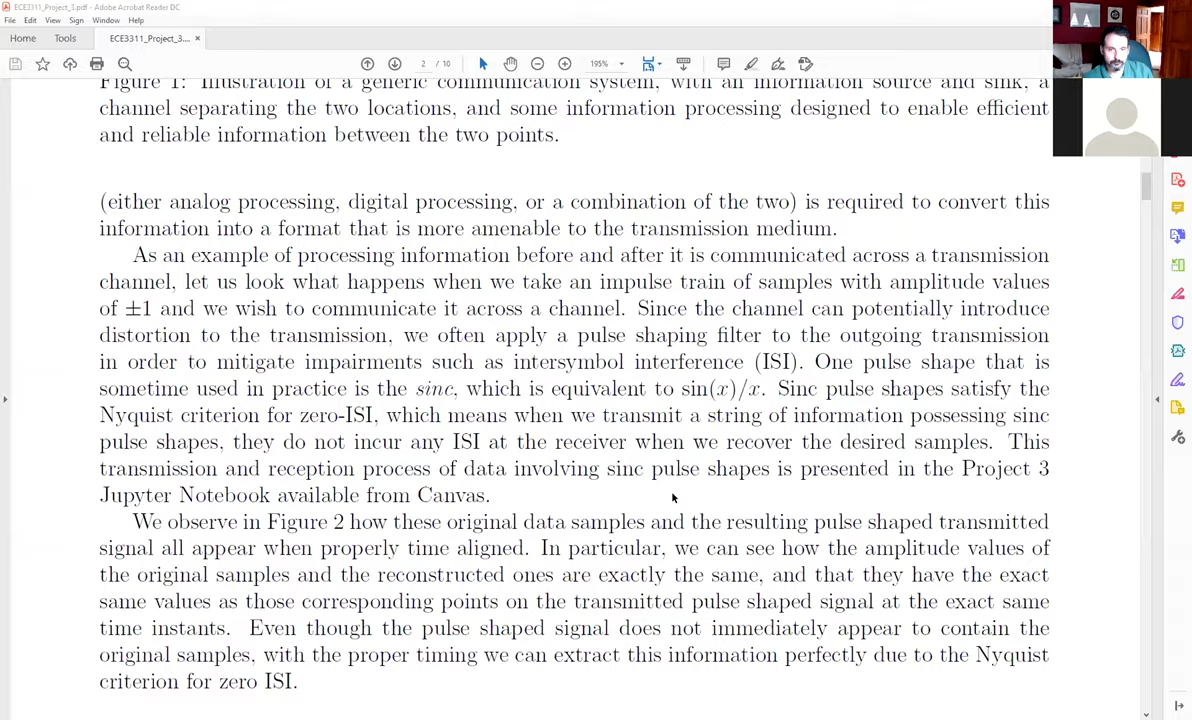 ECE3311_Project_3.pdf - Adobe Acrobat Reader DC
File Edit View Sign Window Help
Home Tools ECE3311_Project_3.... ×
2 / 10 195%
Figure 1: Illustration of a generic communication system, with an information source and sink, a
channel separating the two locations, and some information processing designed to enable efficient
and reliable information between the two points.
(either analog processing, digital processing, or a combination of the two) is required to convert this
information into a format that is more amenable to the transmission medium.
As an example of processing information before and after it is communicated across a transmission
channel, let us look what happens when we take an impulse train of samples with amplitude values
of ±1 and we wish to communicate it across a channel. Since the channel can potentially introduce
distortion to the transmission, we often apply a pulse shaping filter to the outgoing transmission
in order to mitigate impairments such as intersymbol interference (ISI). One pulse shape that is
sometime used in practice is the sinc, which is equivalent to sin(x)/x. Sinc pulse shapes satisfy the
Nyquist criterion for zero-ISI, which means when we transmit a string of information possessing sinc
pulse shapes, they do not incur any ISI at the receiver when we recover the desired samples. This
transmission and reception process of data involving sinc pulse shapes is presented in the Project 3
Jupyter Notebook available from Canvas.
We observe in Figure 2 how these original data samples and the resulting pulse shaped transmitted
signal all appear when properly time aligned. In particular, we can see how the amplitude values of
the original samples and the reconstructed ones are exactly the same, and that they have the exact
same values as those corresponding points on the transmitted pulse shaped signal at the exact same
time instants. Even though the pulse shaped signal does not immediately appear to contain the
original samples, with the proper timing we can extract this information perfectly due to the Nyquist
criterion for zero ISI.